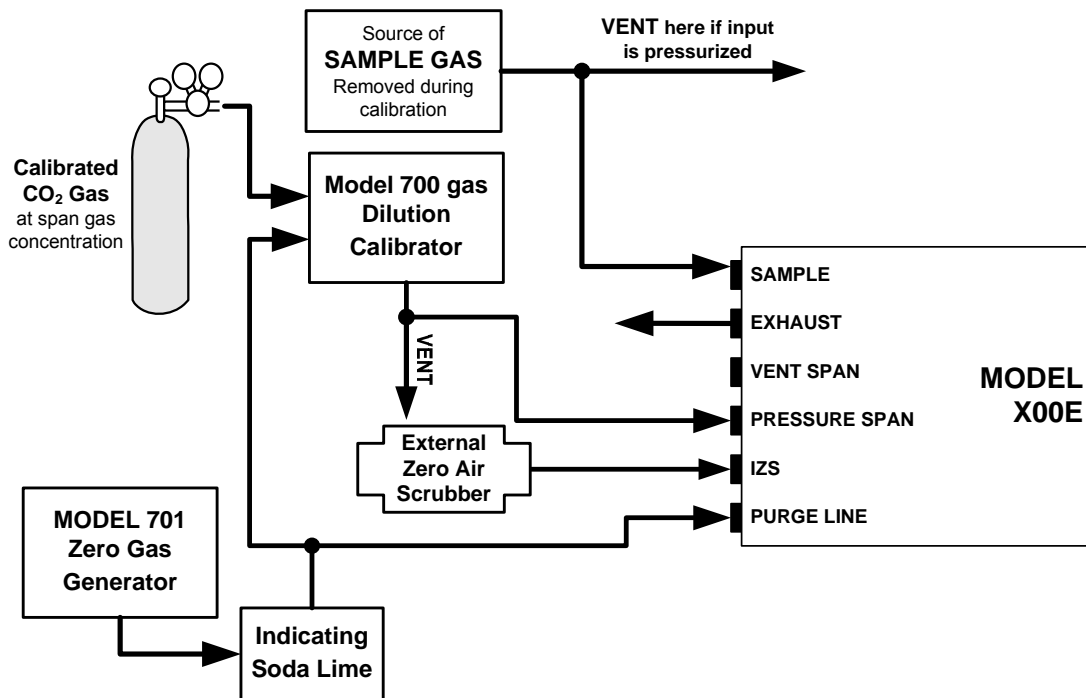 Source of
SAMPLE GAS
Removed during
calibration
VENT here if input
is pressurized
Calibrated
CO₂ Gas
at span gas
concentration
Model 700 gas
Dilution
Calibrator
VENT
External
Zero Air
Scrubber
MODEL 701
Zero Gas
Generator
Indicating
Soda Lime
SAMPLE
EXHAUST
VENT SPAN
PRESSURE SPAN
IZS
PURGE LINE
MODEL
X00E